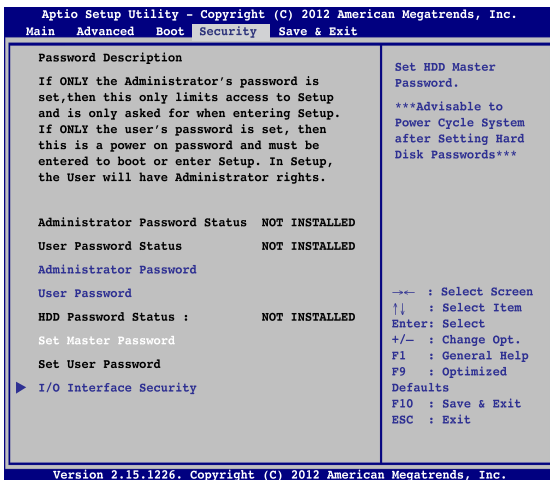 Aptio Setup Utility – Copyright (C) 2012 American Megatrends, Inc.
Main Advanced Boot Security Save & Exit
Password Description
If ONLY the Administrator's password is
set,then this only limits access to Setup
and is only asked for when entering Setup.
If ONLY the user's password is set, then
this is a power on password and must be
entered to boot or enter Setup. In Setup,
the User will have Administrator rights.
Administrator Password Status NOT INSTALLED
User Password Status NOT INSTALLED
Administrator Password
User Password
HDD Password Status : NOT INSTALLED
Set Master Password
Set User Password
I/O Interface Security
Set HDD Master
Password.
***Advisable to
Power Cycle System
after Setting Hard
Disk Passwords***
→← : Select Screen
↑↓ : Select Item
Enter: Select
+/— : Change Opt.
F1 : General Help
F9 : Optimized
Defaults
F10 : Save & Exit
ESC : Exit
Version 2.15.1226. Copyright (C) 2012 American Megatrends, Inc.